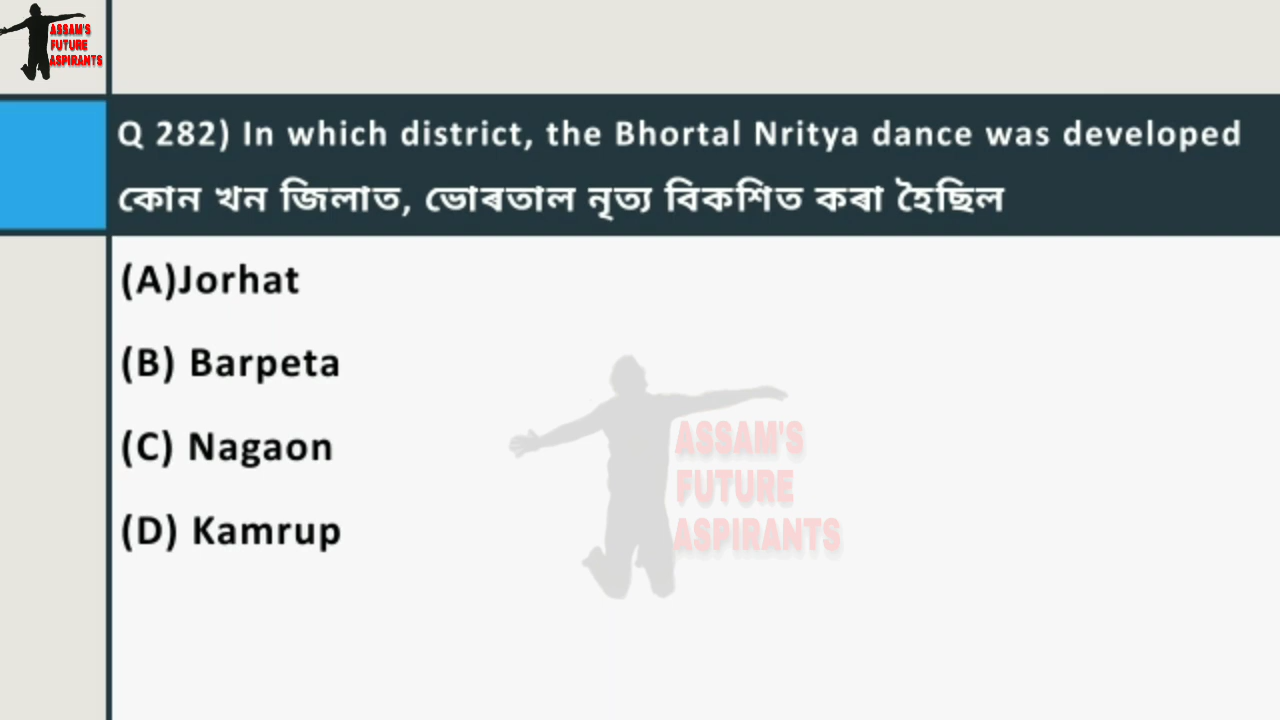 ASSAM'S
FUTURE
ASPIRANTS
Q 282) In which district, the Bhortal Nritya dance was developed
কোন খন জিলাত, ভোৰতাল নৃত্য বিকশিত কৰা হৈছিল
(A)Jorhat
(B) Barpeta
(C) Nagaon
(D) Kamrup
ASSAM'S
FUTURE
ASPIRANTS